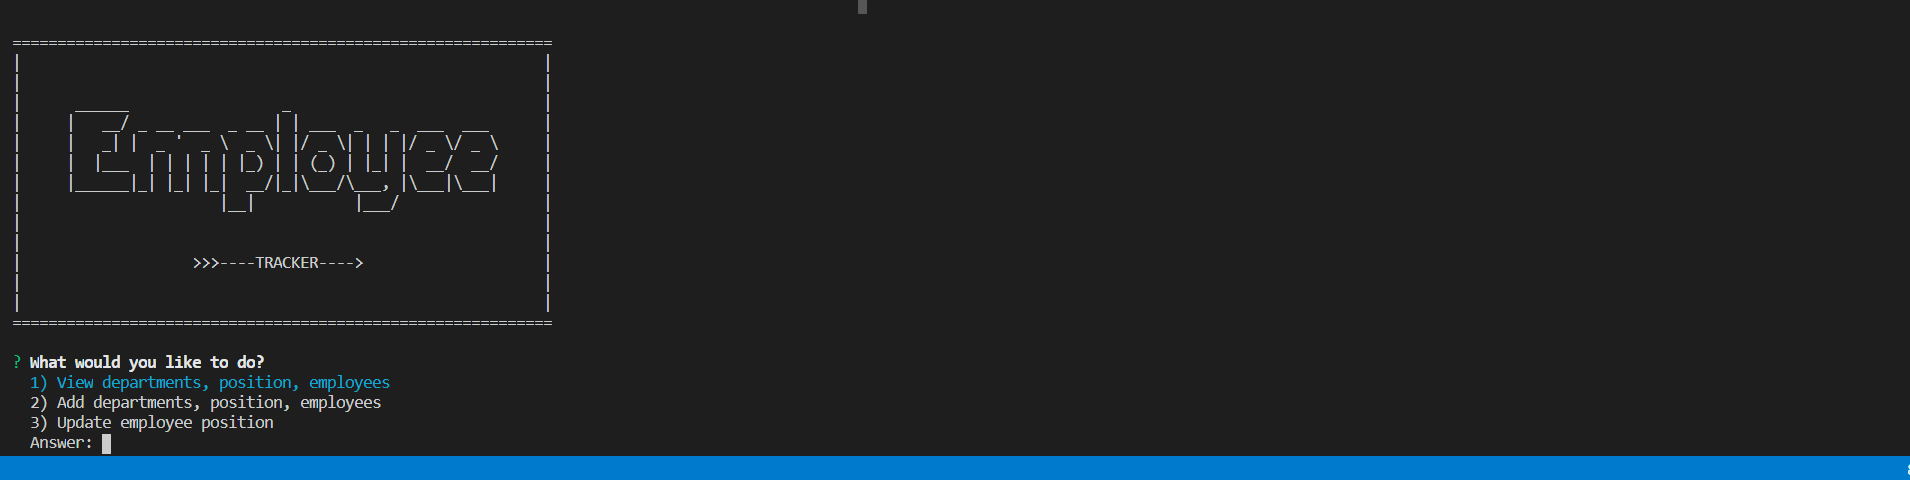 Employee
>>>----TRACKER---->
? What would you like to do?
1) View departments, position, employees
2) Add departments, position, employees
3) Update employee position
Answer: